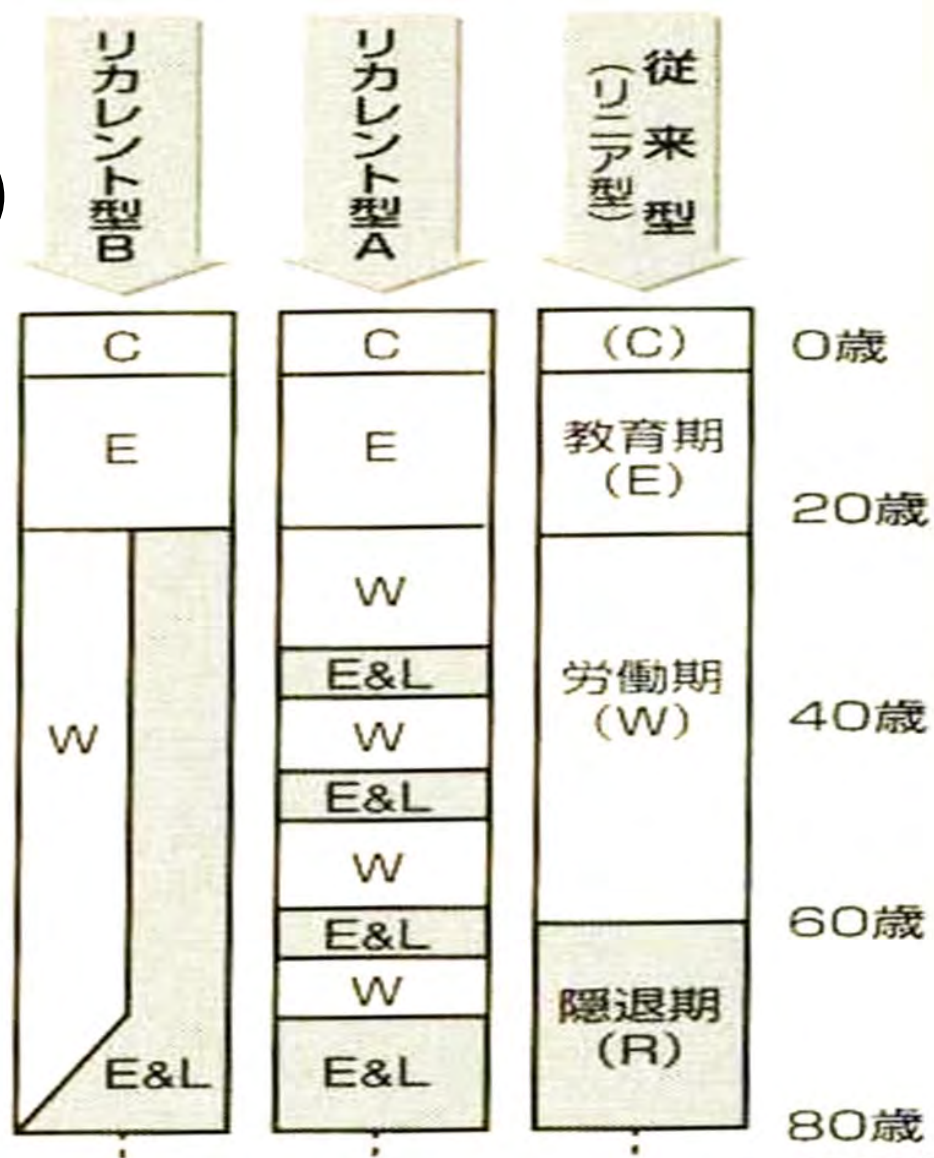 従来型
(リニア型)
リカレント型A
リカレント型B
(C)
教育期
(E)
労働期
(W)
隠退期
(R)
C
E
W
E&L
W
E&L
W
E&L
W
E&L
C
E
W
E&L
0歳
20歳
40歳
60歳
80歳